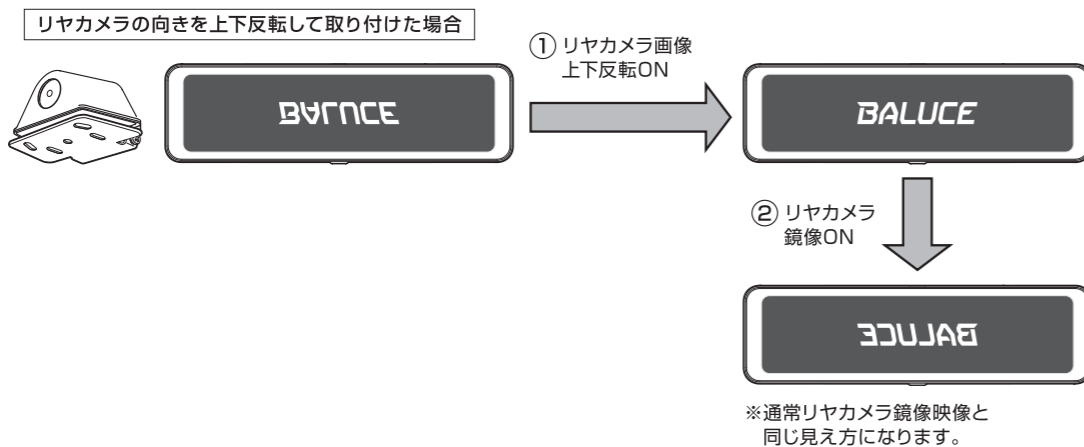 リヤカメラの向きを上下反転して取り付けた場合
① リヤカメラ画像
上下反転ON
BALUCE
BALUCE
② リヤカメラ
鏡像ON
BALUCE
※通常リヤカメラ鏡像映像と
同じ見え方になります。